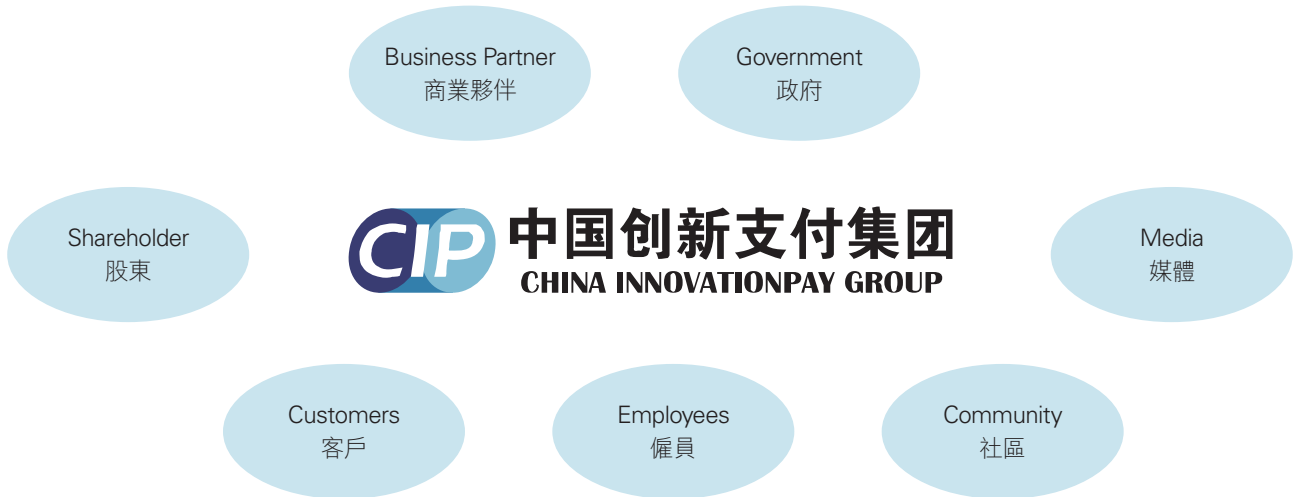 Business Partner
商業夥伴
Government
政府
Shareholder
股東
CIP
中国创新支付集团
CHINA INNOVATIONPAY GROUP
Media
媒體
Customers
客戶
Employees
僱員
Community
社區